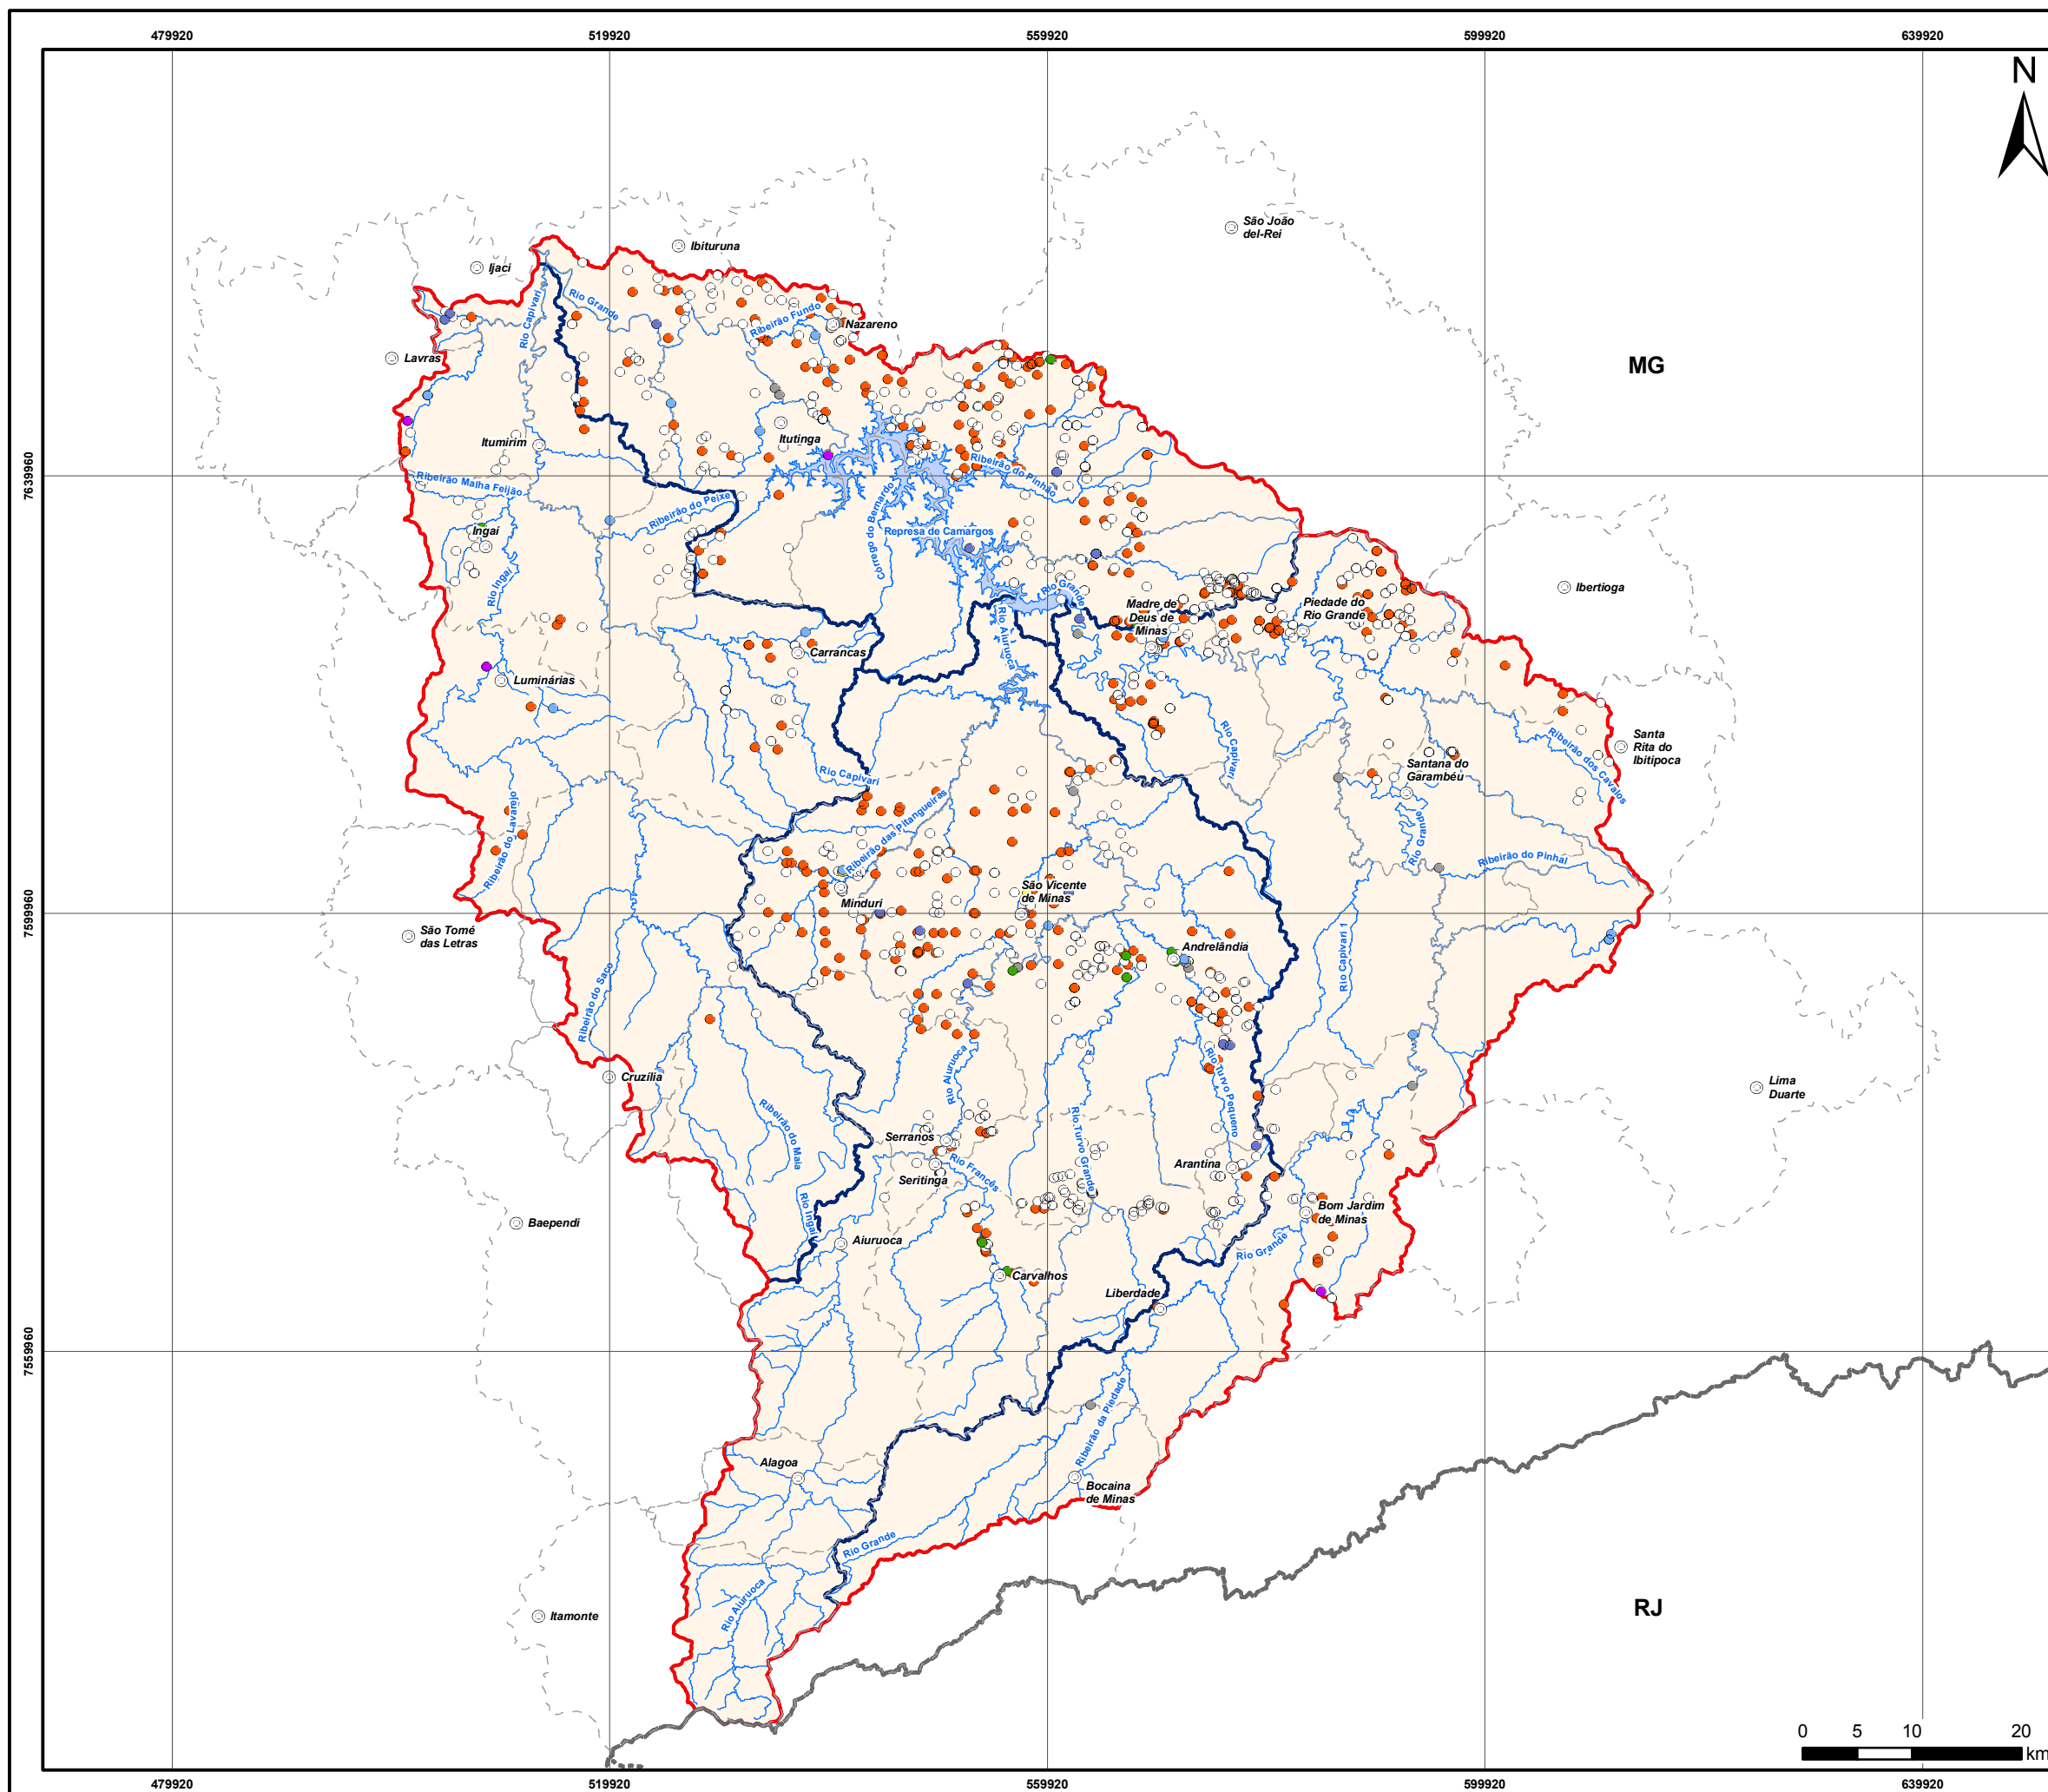 479920
519920
559920
599920
639920
N
São João
del-Rei
Ibituruna
Ijaci
Rio Capivari
Rio Grande
Ribeirão Fundo
Nazareno
Lavras
MG
Itumirim
Itutinga
7639960
Ribeirão Malha Feijão
Ribeirão do Peixe
Ribeirão do Pinhão
Córrego do Bernardo
Represa de Camargos
Ingaí
Rio Ingaí
Rio Grande
Ibertioga
Madre de
Deus de
Minas
Piedade do
Rio Grande
Rio Aiuruoca
Carrancas
Luminárias
Rio Capivari
Rio Capivari
Santa
Rita do
Ibitipoca
Ribeirão dos Cavalos
Santana do
Garambéu
Ribeirão do Lavarejo
Ribeirão das Pitangueiras
Rio Grande
Ribeirão do Pinhal
São Vicente
de Minas
Minduri
7599960
São Tomé
das Letras
Andrelândia
Rio Capivari 1
Ribeirão do Saco
Rio Aiuruoca
Rio Turvo Pequeno
Cruzília
Lima
Duarte
Ribeirão do Maia
Rio Turvo Grande
Serranos
Rio Francês
Arantina
Seritinga
Rio Ingaí
Baependi
Bom Jardim
de Minas
Aiuruoca
Rio Grande
Carvalhos
Liberdade
7559960
Ribeirão da Piedade
Alagoa
Bocaina
de Minas
Rio Grande
Rio Aiuruoca
Itamonte
RJ
0 5 10 20
km
479920
519920
559920
599920
639920